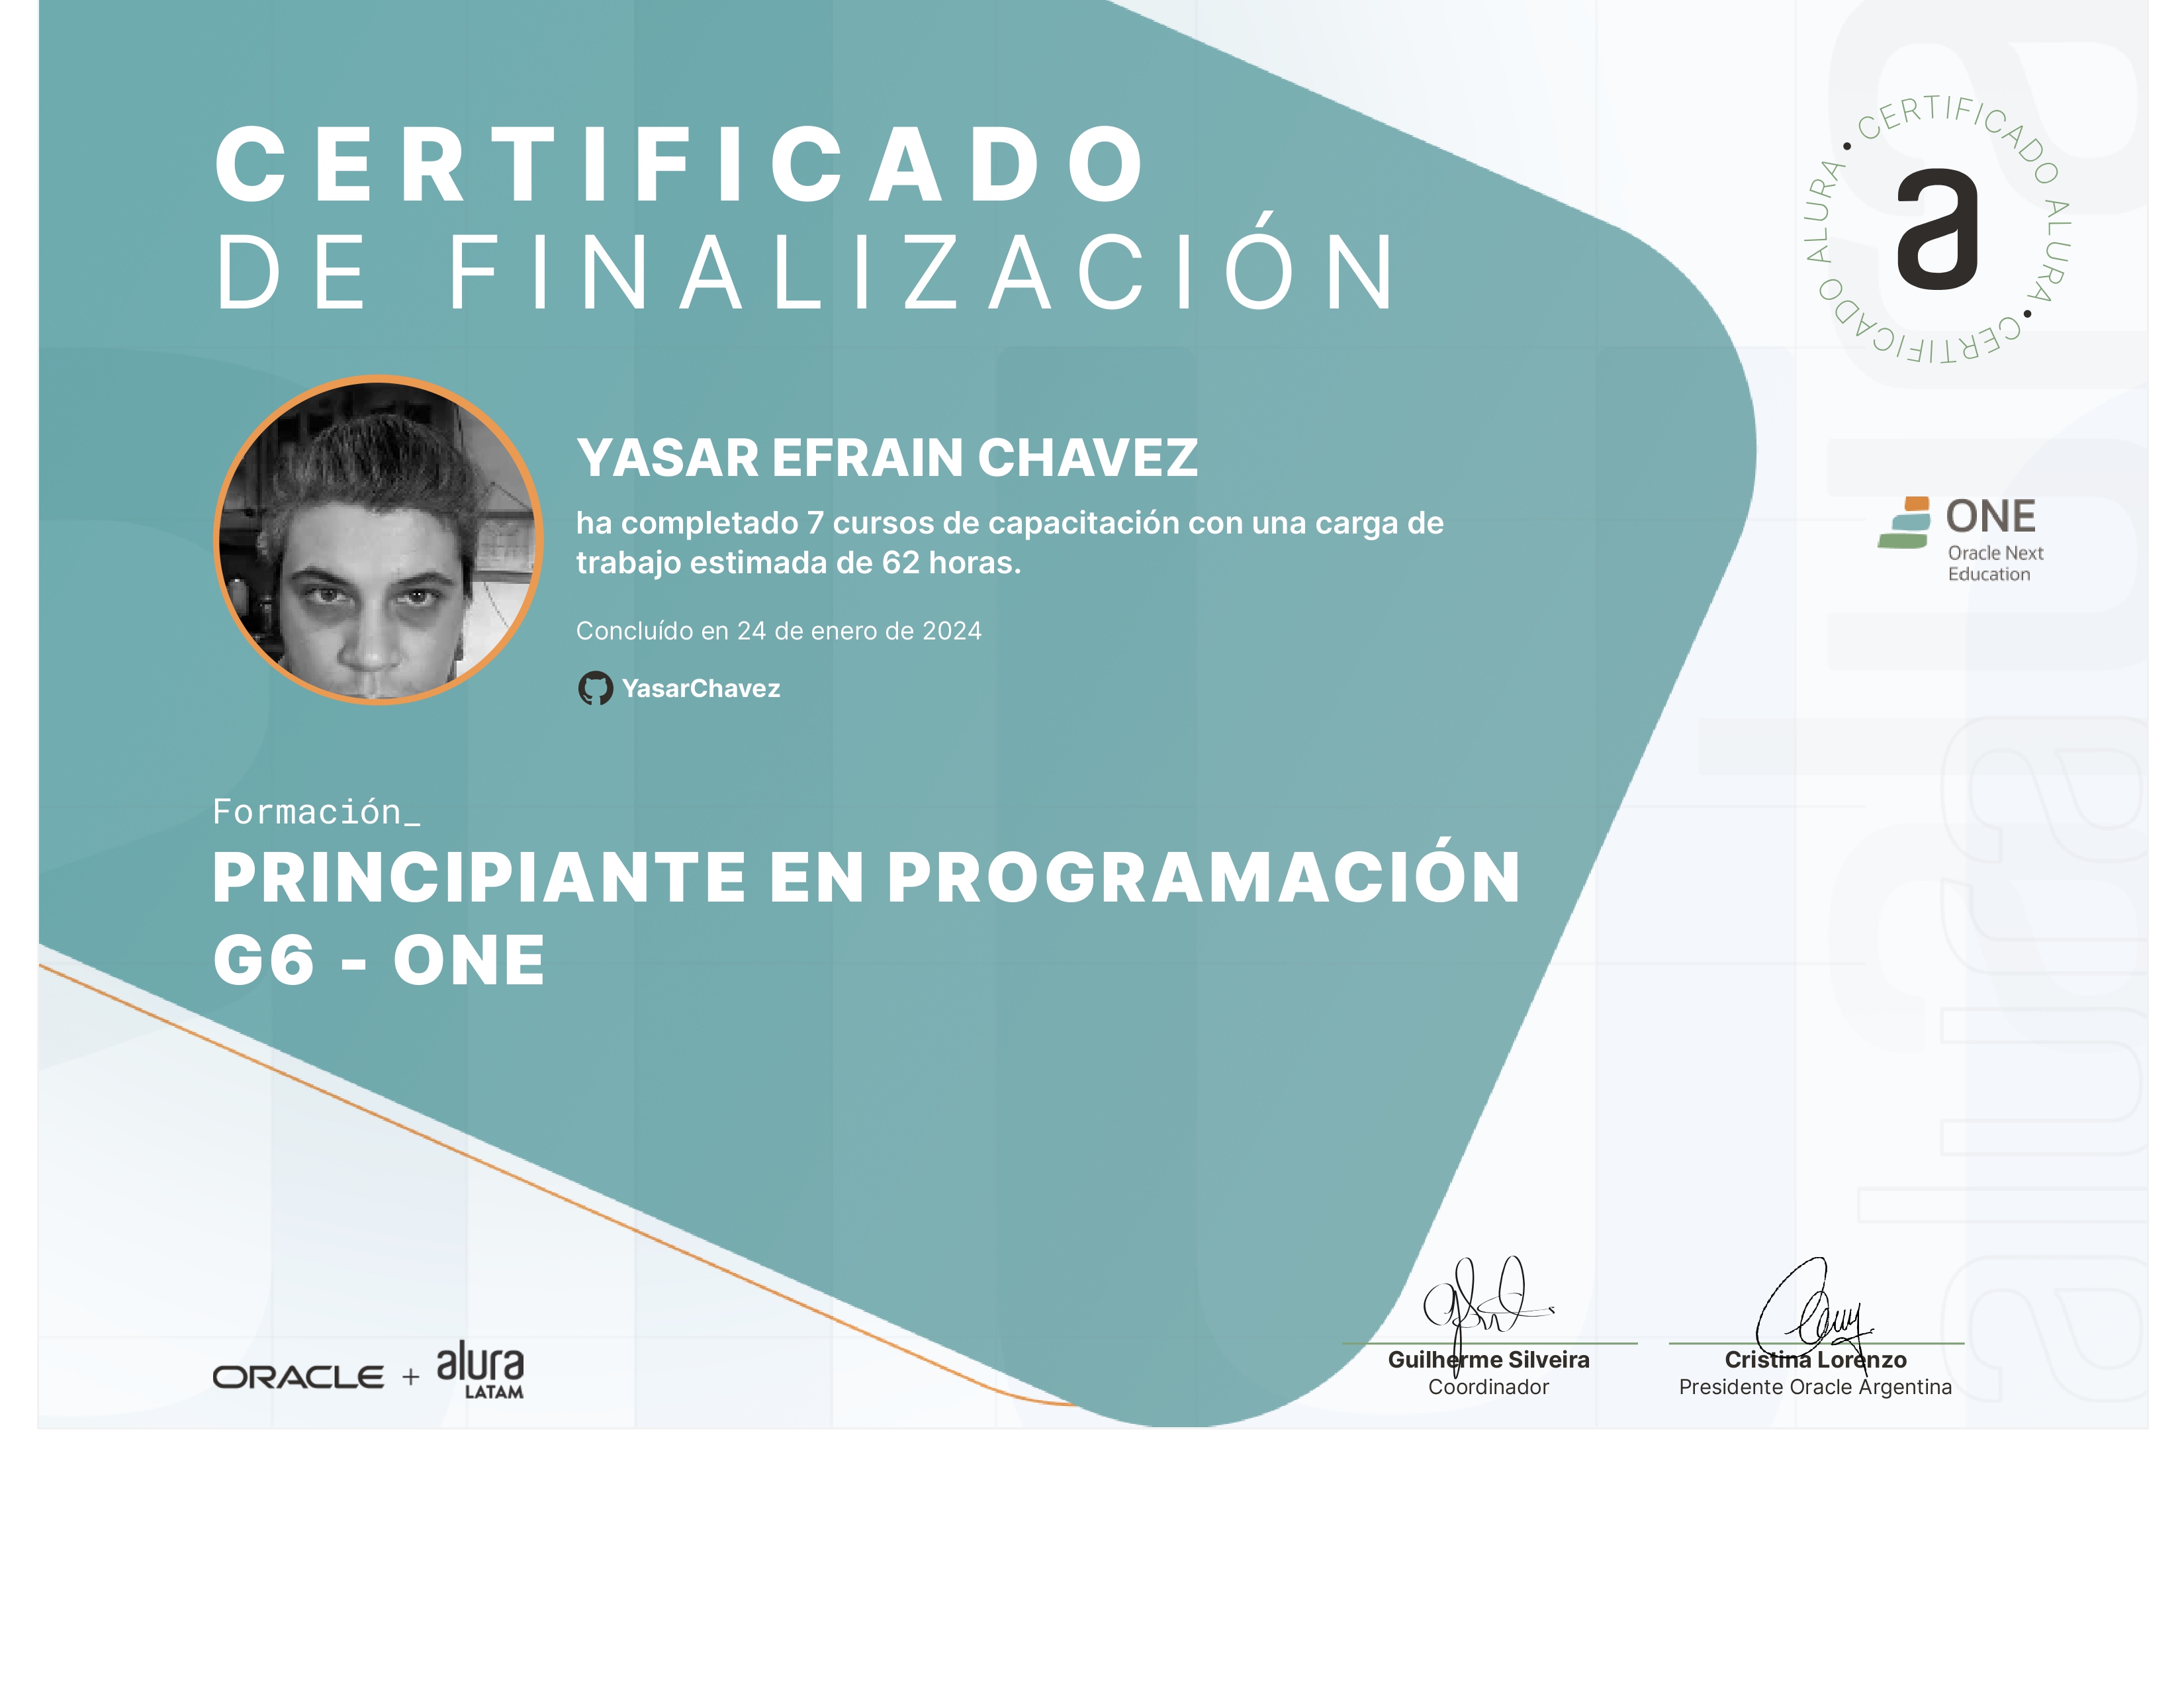 CERTIFICADO
DE FINALIZACIÓN
CERTIFICADO ALURA • CERTIFICADO ALURA •
a
YASAR EFRAIN CHAVEZ
ha completado 7 cursos de capacitación con una carga de
trabajo estimada de 62 horas.
Concluído en 24 de enero de 2024
YasarChavez
ONE
Oracle Next
Education
Formación_
PRINCIPIANTE EN PROGRAMACIÓN
G6 - ONE
alura
ORACLE + alura
LATAM
Guilherme Silveira
Coordinador
Cristina Lorenzo
Presidente Oracle Argentina